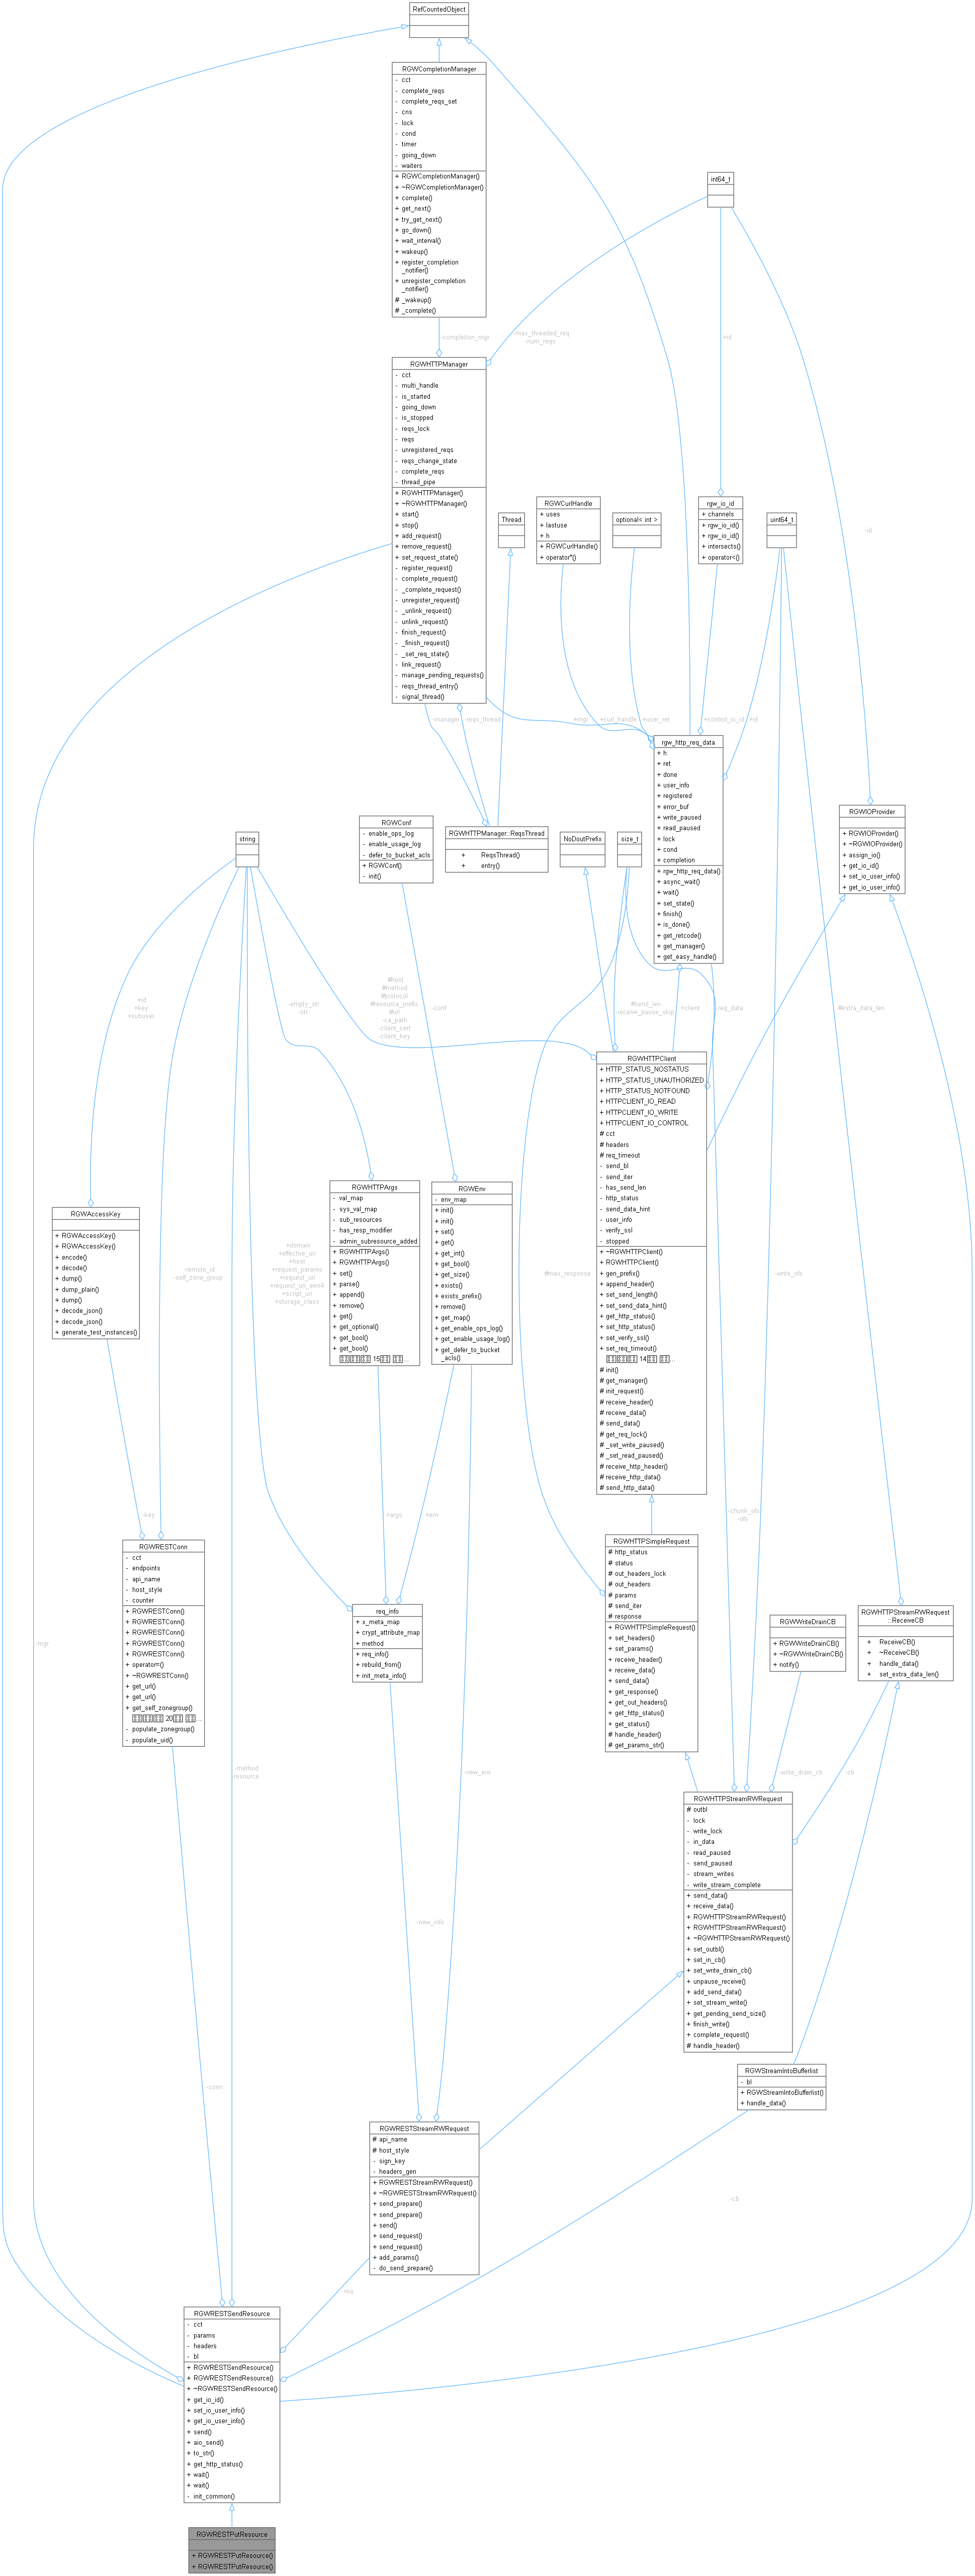 RefCountedObject
RGWCompletionManager
- cct
- complete_reqs
- complete_reqs_set
- cns
- lock
- cond
- timer
- going_down
- waiters
+ RGWCompletionManager()
+ ~RGWCompletionManager()
+ complete()
+ get_next()
+ try_get_next()
+ go_down()
+ wait_interval()
+ wakeup()
+ register_completion
_notifier()
+ unregister_completion
_notifier()
# _wakeup()
# _complete()
int64_t
-completion_mgr
-max_threaded_req
-num_reqs
+id
RGWHTTPManager
- cct
- multi_handle
- is_started
- going_down
- is_stopped
- reqs_lock
- reqs
- unregistered_reqs
- reqs_change_state
- complete_reqs
- thread_pipe
+ RGWHTTPManager()
+ ~RGWHTTPManager()
+ start()
+ stop()
+ add_request()
+ remove_request()
+ set_request_state()
- register_request()
- complete_request()
- _complete_request()
- unregister_request()
- _unlink_request()
- unlink_request()
- finish_request()
- _finish_request()
- _set_req_state()
- link_request()
- manage_pending_requests()
- reqs_thread_entry()
- signal_thread()
Thread
RGWCurlHandle
+ uses
+ lastuse
+ h
+ RGWCurlHandle()
+ operator*()
optional< int >
rgw_io_id
+ channels
+ rgw_io_id()
+ rgw_io_id()
+ intersects()
+ operator<()
uint64_t
-id
-manager
-reqs_thread
+mgr
+curl_handle
+user_ret
+control_io_id
+id
rgw_http_req_data
+ h
+ ret
+ done
+ user_info
+ registered
+ error_buf
+ write_paused
+ read_paused
+ lock
+ cond
+ completion
+ rgw_http_req_data()
+ async_wait()
+ wait()
+ set_state()
+ finish()
+ is_done()
+ get_retcode()
+ get_manager()
+ get_easy_handle()
RGWIOProvider
+ RGWIOProvider()
+ ~RGWIOProvider()
+ assign_io()
+ get_io_id()
+ set_io_user_info()
+ get_io_user_info()
RGWConf
- enable_ops_log
- enable_usage_log
- defer_to_bucket_acls
+ RGWConf()
- init()
RGWHTTPManager::ReqsThread
+ ReqsThread()
+ entry()
string
NoDoutPrefix
size_t
+id
+key
+subuser
-empty_str
-str
#host
#method
#protocol
#resource_prefix
#url
-ca_path
-client_cert
-client_key
-conf
#send_len
-receive_pause_skip
+client
-req_data
#extra_data_len
RGWHTTPClient
+ HTTP_STATUS_NOSTATUS
+ HTTP_STATUS_UNAUTHORIZED
+ HTTP_STATUS_NOTFOUND
+ HTTPCLIENT_IO_READ
+ HTTPCLIENT_IO_WRITE
+ HTTPCLIENT_IO_CONTROL
# cct
# headers
# req_timeout
- send_bl
- send_iter
- has_send_len
- http_status
- send_data_hint
- user_info
- verify_ssl
- stopped
+ ~RGWHTTPClient()
+ RGWHTTPClient()
+ gen_prefix()
+ append_header()
+ set_send_length()
+ set_send_data_hint()
+ get_http_status()
+ set_http_status()
+ set_verify_ssl()
+ set_req_timeout()
14
...
# init()
# get_manager()
# init_request()
# receive_header()
# receive_data()
# send_data()
# get_req_lock()
# _set_write_paused()
# _set_read_paused()
# receive_http_header()
# receive_http_data()
# send_http_data()
RGWAccessKey
+ RGWAccessKey()
+ RGWAccessKey()
+ encode()
+ decode()
+ dump()
+ dump_plain()
+ dump()
+ decode_json()
+ decode_json()
+ generate_test_instances()
-remote_id
-self_zone_group
+domain
+effective_uri
+host
+request_params
+request_uri
+request_uri_aws4
+script_uri
+storage_class
RGWHTTPArgs
- val_map
- sys_val_map
- sub_resources
- has_resp_modifier
- admin_subresource_added
+ RGWHTTPArgs()
+ RGWHTTPArgs()
+ set()
+ parse()
+ append()
+ remove()
+ get()
+ get_optional()
+ get_bool()
+ get_bool()
15
...
RGWEnv
- env_map
+ init()
+ init()
+ set()
+ get()
+ get_int()
+ get_bool()
+ get_size()
+ exists()
+ exists_prefix()
+ remove()
+ get_map()
+ get_enable_ops_log()
+ get_enable_usage_log()
+ get_defer_to_bucket
_acls()
#max_response
-write_ofs
-key
+args
+env
-chunk_ofs
-ofs
RGWRESTConn
- cct
- endpoints
- api_name
- host_style
- counter
+ RGWRESTConn()
+ RGWRESTConn()
+ RGWRESTConn()
+ RGWRESTConn()
+ RGWRESTConn()
+ operator=()
+ ~RGWRESTConn()
+ get_url()
+ get_url()
+ get_self_zonegroup()
20
...
- populate_zonegroup()
- populate_uid()
req_info
+ x_meta_map
+ crypt_attribute_map
+ method
+ req_info()
+ rebuild_from()
+ init_meta_info()
RGWHTTPSimpleRequest
# http_status
# status
# out_headers_lock
# out_headers
# params
# send_iter
# response
+ RGWHTTPSimpleRequest()
+ set_headers()
+ set_params()
+ receive_header()
+ receive_data()
+ send_data()
+ get_response()
+ get_out_headers()
+ get_http_status()
+ get_status()
# handle_header()
# get_params_str()
RGWWriteDrainCB
+ RGWWriteDrainCB()
+ ~RGWWriteDrainCB()
+ notify()
RGWHTTPStreamRWRequest
::ReceiveCB
+ ReceiveCB()
+ ~ReceiveCB()
+ handle_data()
+ set_extra_data_len()
-mgr
-method
-resource
-new_env
-write_drain_cb
-cb
RGWHTTPStreamRWRequest
# outbl
- lock
- write_lock
- in_data
- read_paused
- send_paused
- stream_writes
- write_stream_complete
+ send_data()
+ receive_data()
+ RGWHTTPStreamRWRequest()
+ RGWHTTPStreamRWRequest()
+ ~RGWHTTPStreamRWRequest()
+ set_outbl()
+ set_in_cb()
+ set_write_drain_cb()
+ unpause_receive()
+ add_send_data()
+ set_stream_write()
+ get_pending_send_size()
+ finish_write()
+ complete_request()
# handle_header()
-new_info
-conn
RGWStreamIntoBufferlist
- bl
+ RGWStreamIntoBufferlist()
+ handle_data()
RGWRESTStreamRWRequest
# api_name
# host_style
- sign_key
- headers_gen
+ RGWRESTStreamRWRequest()
+ ~RGWRESTStreamRWRequest()
+ send_prepare()
+ send_prepare()
+ send()
+ send_request()
+ send_request()
+ add_params()
- do_send_prepare()
-cb
-req
RGWRESTSendResource
- cct
- params
- headers
- bl
+ RGWRESTSendResource()
+ RGWRESTSendResource()
+ ~RGWRESTSendResource()
+ get_io_id()
+ set_io_user_info()
+ get_io_user_info()
+ send()
+ aio_send()
+ to_str()
+ get_http_status()
+ wait()
+ wait()
- init_common()
RGWRESTPutResource
+ RGWRESTPutResource()
+ RGWRESTPutResource()